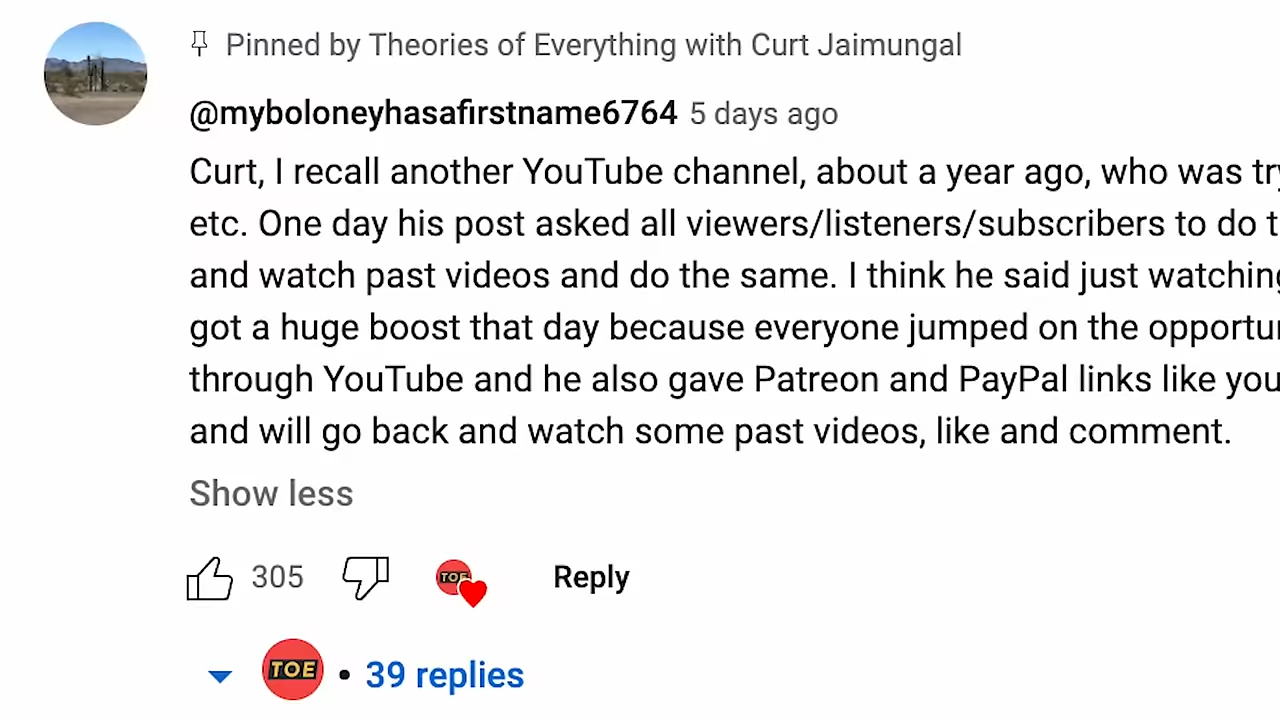 Pinned by Theories of Everything with Curt Jaimungal
@myboloneyhasafirstname6764 5 days ago
Curt, I recall another YouTube channel, about a year ago, who was
etc. One day his post asked all viewers/listeners/subscribers to do
and watch past videos and do the same. I think he said just watching
got a huge boost that day because everyone jumped on the
through YouTube and he also gave Patreon and PayPal links like you
and will go back and watch some past videos, like and comment.
Show less
305 TOE Reply
TOE • 39 replies